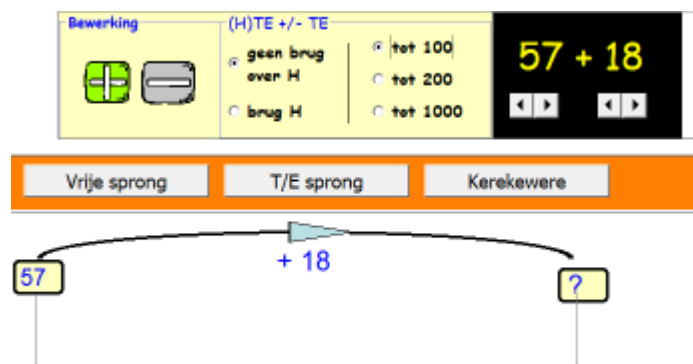 Bewerking
(H)TE +/- TE
geen brug
over H
brug H
tot 100
tot 200
tot 1000
57 + 18
Vrije sprong
T/E sprong
Kerekewere
+ 18
57
?